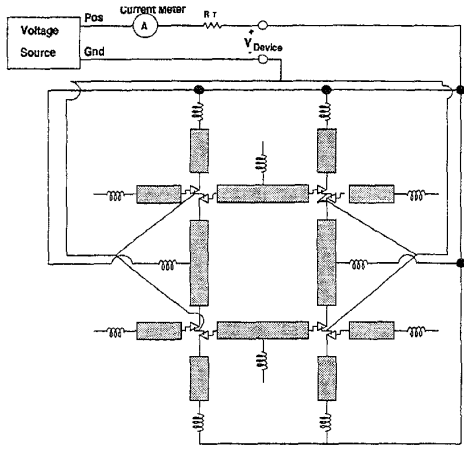 Current Meter
Pos
A
R T
Voltage
Source
Gnd
+
V Device
-